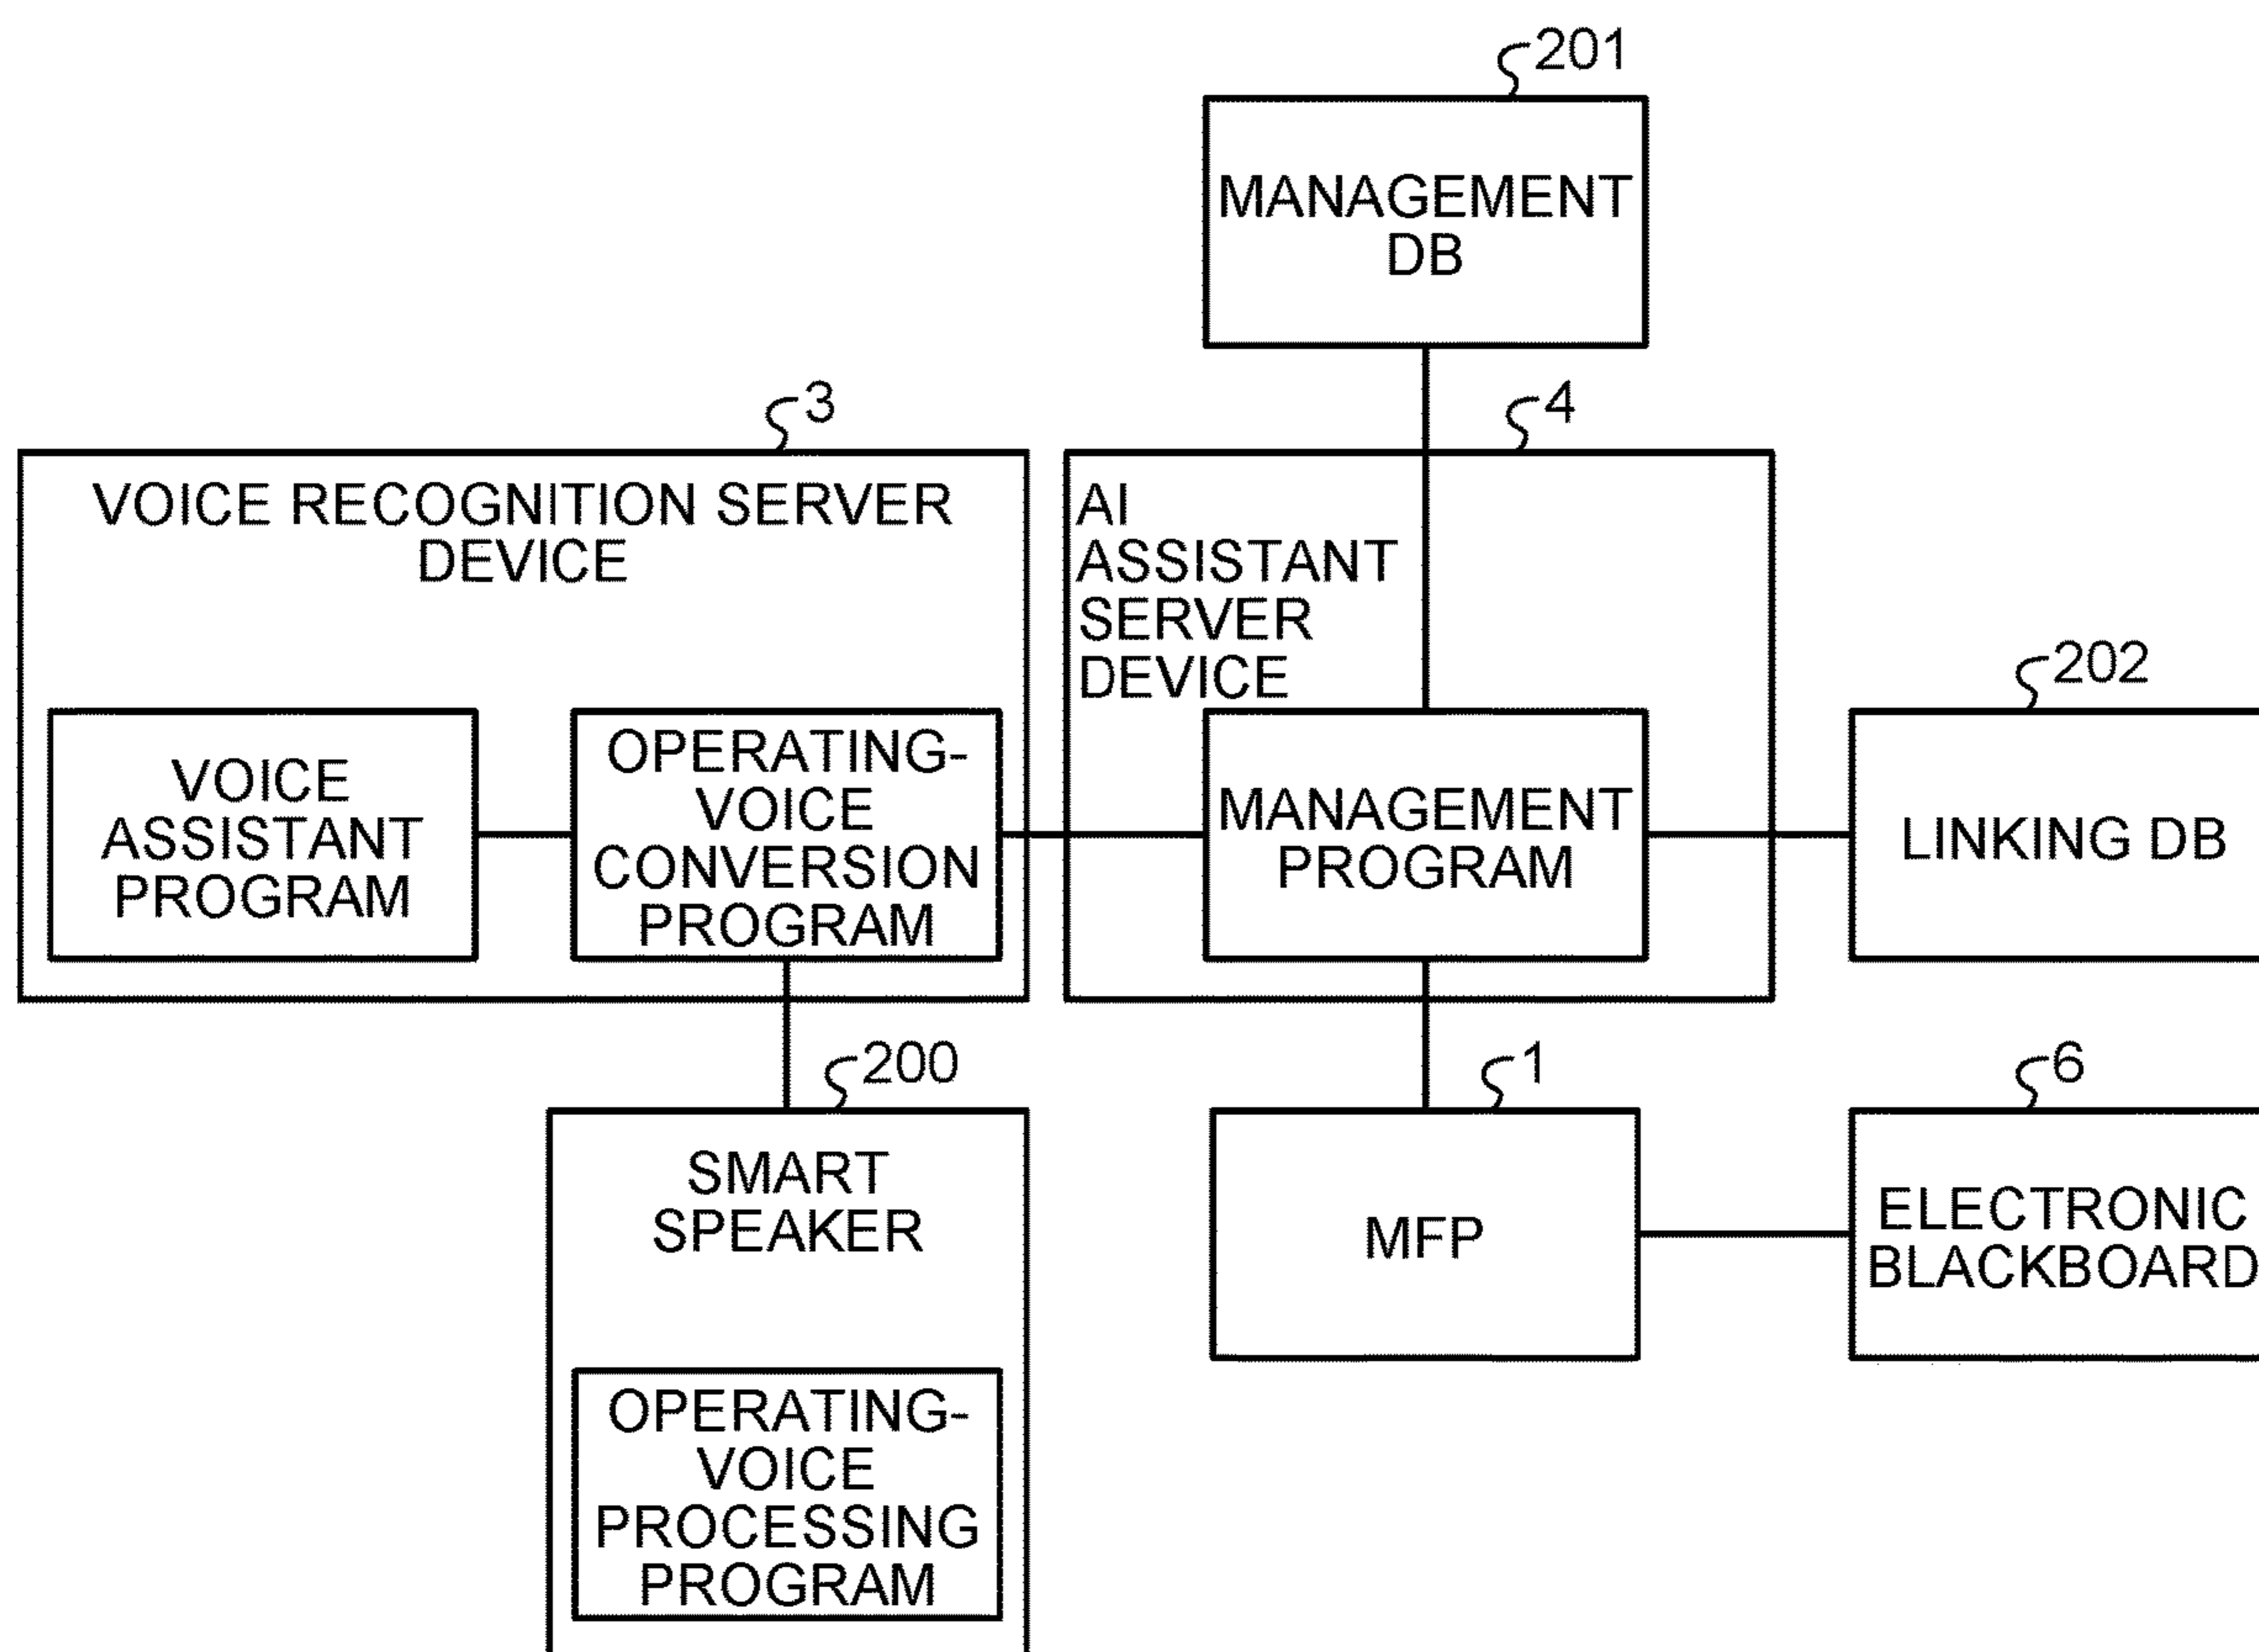 201
MANAGEMENT
DB
3
VOICE RECOGNITION SERVER
DEVICE
VOICE
ASSISTANT
PROGRAM
OPERATING-
VOICE
CONVERSION
PROGRAM
4
AI
ASSISTANT
SERVER
DEVICE
MANAGEMENT
PROGRAM
202
LINKING DB
200
SMART
SPEAKER
OPERATING-
VOICE
PROCESSING
PROGRAM
1
MFP
6
ELECTRONIC
BLACKBOARD